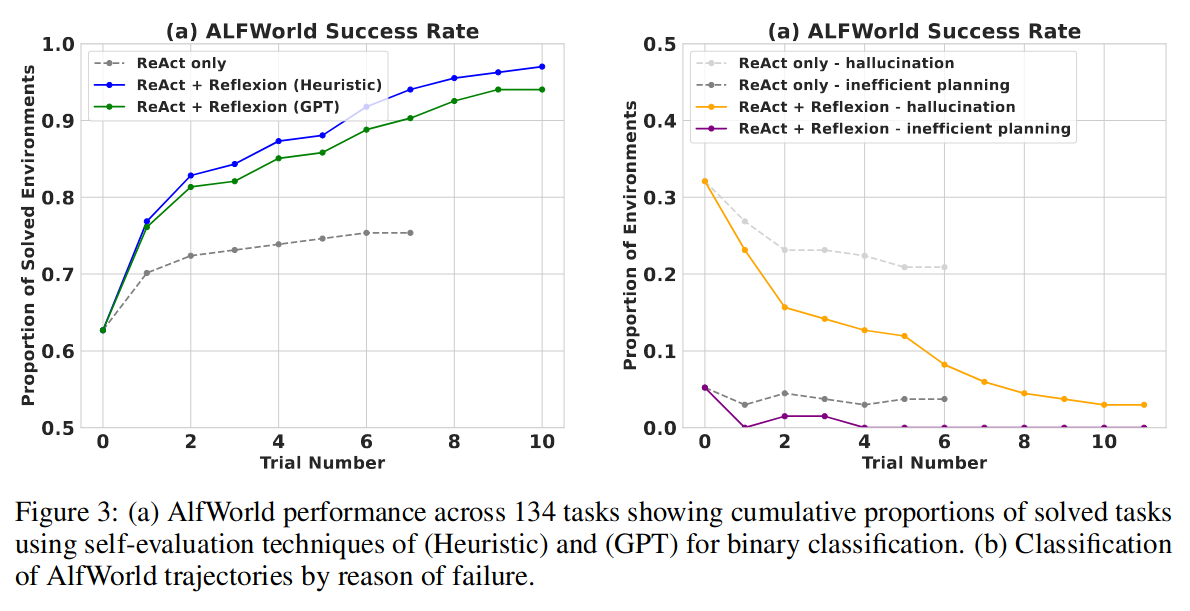 (a) ALFWorld Success Rate
Proportion of Solved Environments
1.0
0.9
0.8
0.7
0.6
0.5
ReAct only
ReAct + Reflexion (Heuristic)
ReAct + Reflexion (GPT)
0 2 4 6 8 10
Trial Number
(a) ALFWorld Success Rate
Proportion of Environments
0.5
0.4
0.3
0.2
0.1
0.0
ReAct only - hallucination
ReAct only - inefficient planning
ReAct + Reflexion - hallucination
ReAct + Reflexion - inefficient planning
0 2 4 6 8 10
Trial Number
Figure 3: (a) AlfWorld performance across 134 tasks showing cumulative proportions of solved tasks
using self-evaluation techniques of (Heuristic) and (GPT) for binary classification. (b) Classification
of AlfWorld trajectories by reason of failure.